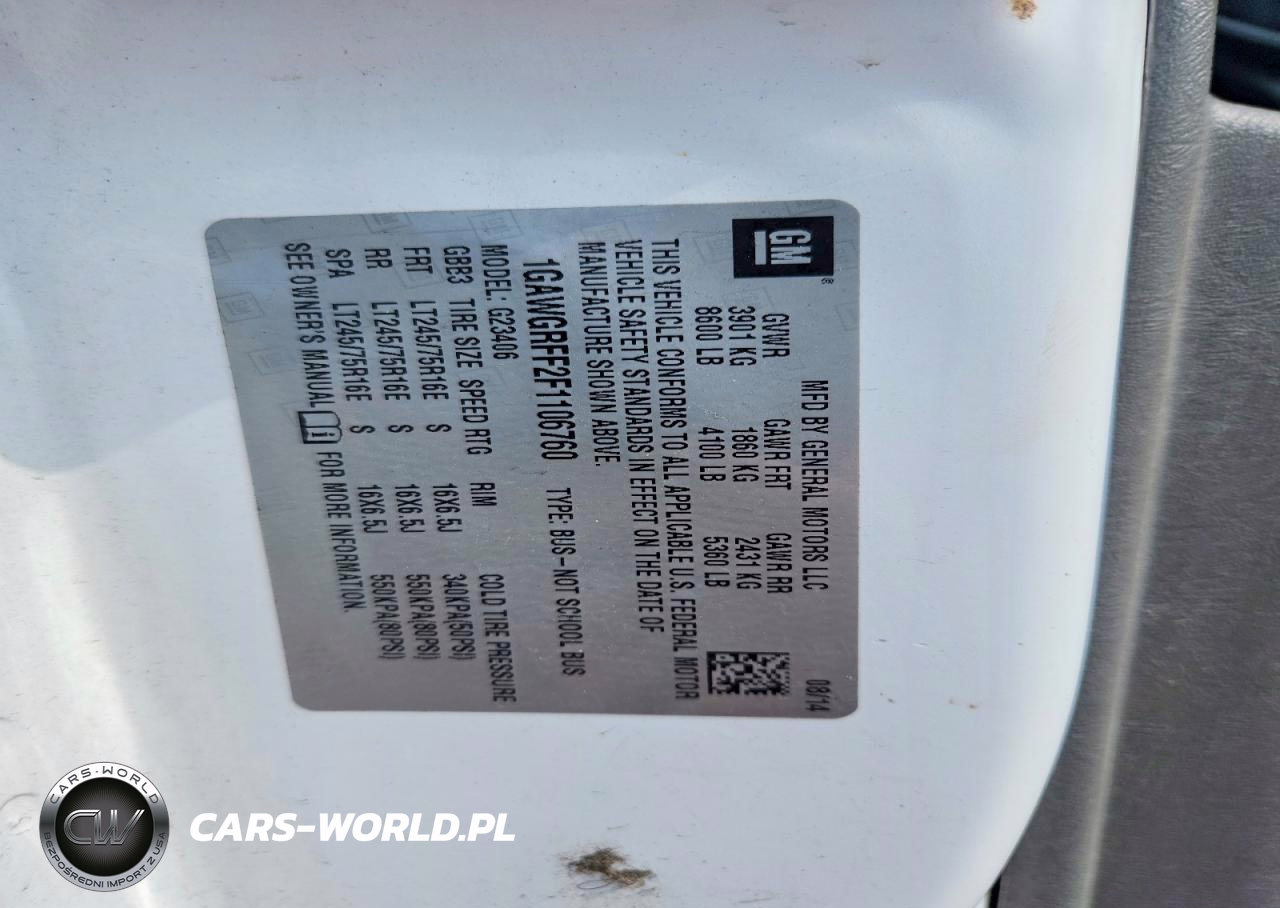 GM
MFD BY GENERAL MOTORS LLC 08/14
GVWR GAWR FRT GAWR RR
3901 KG 1860 KG 2431 KG
8600 LB 4100 LB 5360 LB
THIS VEHICLE CONFORMS TO ALL APPLICABLE U.S. FEDERAL MOTOR
VEHICLE SAFETY STANDARDS IN EFFECT ON THE DATE OF
MANUFACTURE SHOWN ABOVE.
1GAWGRFF2F1106760 TYPE: BUS–NOT SCHOOL BUS
MODEL: G23406
GBB3 TIRE SIZE SPEED RTG RIM COLD TIRE PRESSURE
FRT LT245/75R16E S 16X6.5J 340KPA(50PSI)
RR LT245/75R16E S 16X6.5J 550KPA(80PSI)
SPA LT245/75R16E S 16X6.5J 550KPA(80PSI)
SEE OWNER'S MANUAL FOR MORE INFORMATION.
CARS-WORLD
CW
BEZPOŚREDNI IMPORT Z USA
CARS-WORLD.PL